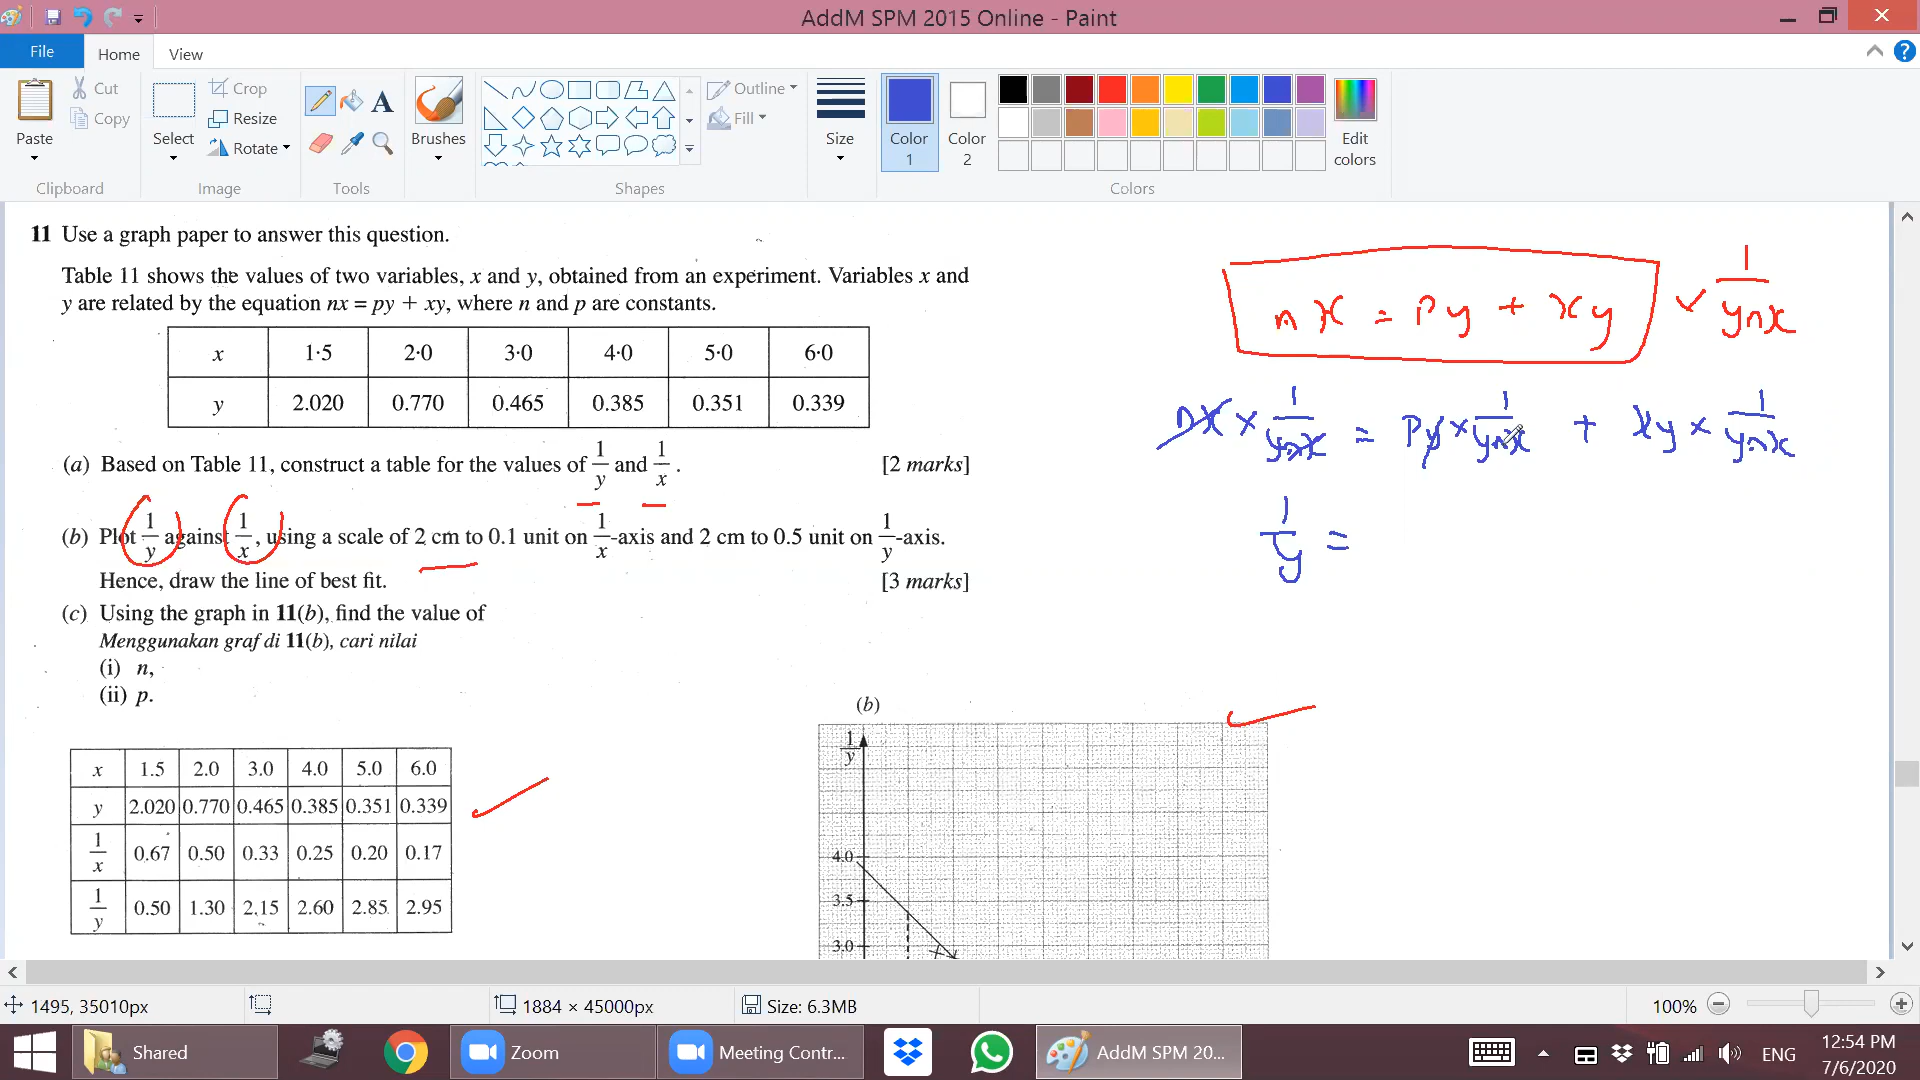 AddM SPM 2015 Online - Paint
File Home View
Paste Cut Copy Clipboard
Select Crop Resize Rotate Image
Tools
Brushes
Outline Fill Shapes
Size
Color 1 Color 2 Edit colors Colors
11 Use a graph paper to answer this question.
Table 11 shows the values of two variables, x and y, obtained from an experiment. Variables x and
y are related by the equation nx = py + xy, where n and p are constants.
x 1·5 2·0 3·0 4·0 5·0 6·0
y 2.020 0.770 0.465 0.385 0.351 0.339
(a) Based on Table 11, construct a table for the values of 1/y and 1/x. [2 marks]
(b) Plot 1/y against 1/x, using a scale of 2 cm to 0.1 unit on 1/x-axis and 2 cm to 0.5 unit on 1/y-axis.
Hence, draw the line of best fit. [3 marks]
(c) Using the graph in 11(b), find the value of
Menggunakan graf di 11(b), cari nilai
(i) n,
(ii) p.
x 1.5 2.0 3.0 4.0 5.0 6.0
y 2.020 0.770 0.465 0.385 0.351 0.339
1/x 0.67 0.50 0.33 0.25 0.20 0.17
1/y 0.50 1.30 2.15 2.60 2.85 2.95
(b)
1/y
4.0
3.5
3.0
nx = py + xy × 1/ynx
nx × 1/ynx = py × 1/ynx + xy × 1/ynx
1/y =
1495, 35010px 1884 × 45000px Size: 6.3MB 100%
Shared Zoom Meeting Contr... AddM SPM 20... ENG 12:54 PM
7/6/2020